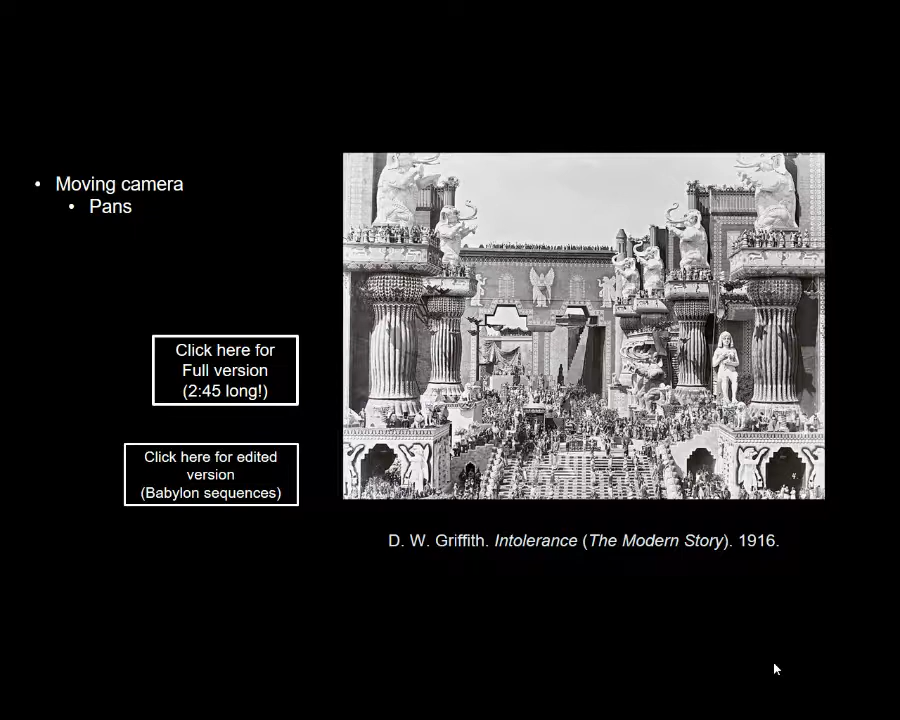 • Moving camera
• Pans
Click here for
Full version
(2:45 long!)
Click here for edited
version
(Babylon sequences)
D. W. Griffith. Intolerance (The Modern Story). 1916.